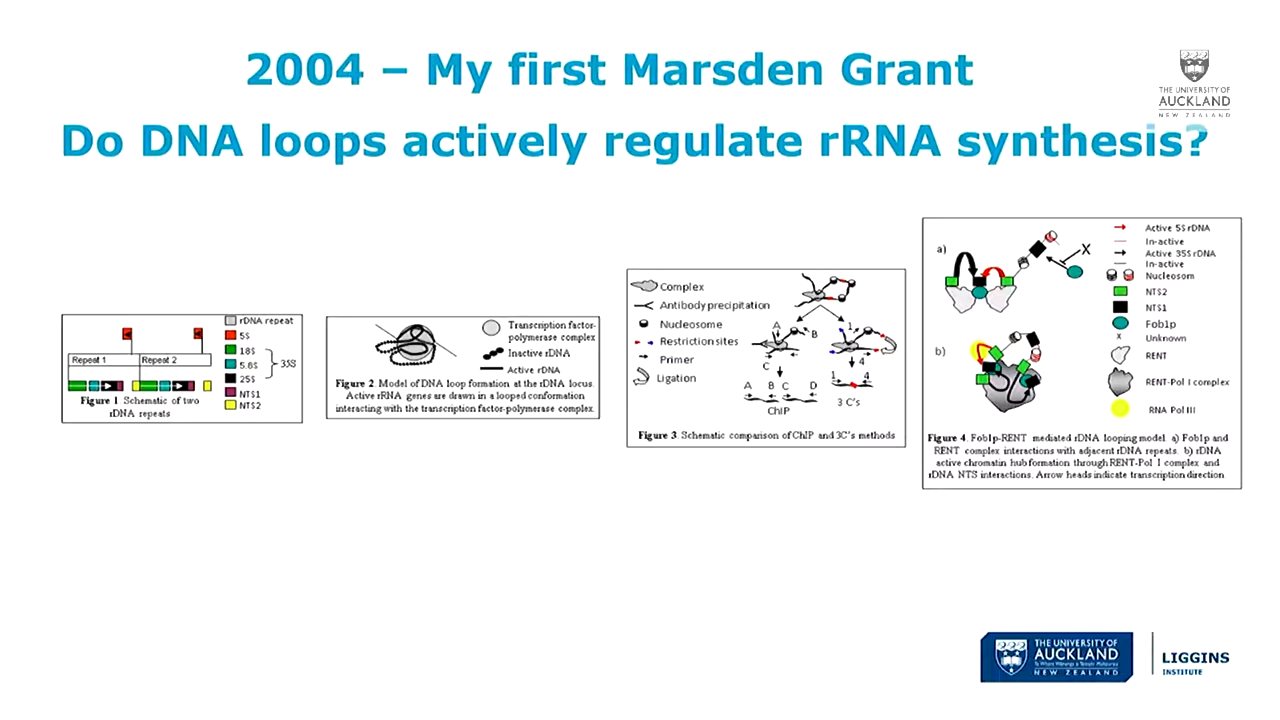 2004 – My first Marsden Grant
THE UNIVERSITY OF
AUCKLAND
NEW ZEALAND
Do DNA loops actively regulate rRNA synthesis?
Repeat 1
Repeat 2
rDNA repeat
5S
18S
5.8S
35S
25S
NTS1
NTS2
Figure 1 Schematic of two
rDNA repeats
Transcription factor-
polymerase complex
Inactive rDNA
Active rDNA
Figure 2. Model of DNA loop formation at the rDNA locus.
Active rRNA genes are drawn in a looped conformation
interacting with the transcription factor-polymerase complex.
Complex
Antibody precipitation
Nucleosome
Restriction sites
Primer
Ligation
A
B
C
A B C D
ChIP
1
4
1 4
3 C's
Figure 3. Schematic comparison of ChIP and 3C's methods
a)
X
b)
Active 5S rDNA
In-active
Active 35S rDNA
In-active
Nucleosom
NTS2
NTS1
Fob1p
x Unknown
RENT
RENT-Pol I complex
RNA Pol III
Figure 4. Fob1p-RENT mediated rDNA looping model. a) Fob1p and
RENT complex interactions with adjacent rDNA repeats. b) rDNA
active chromatin hub formation through RENT-Pol I complex and
rDNA NTS interactions. Arrow heads indicate transcription direction
THE UNIVERSITY OF
AUCKLAND
NEW ZEALAND
LIGGINS
INSTITUTE